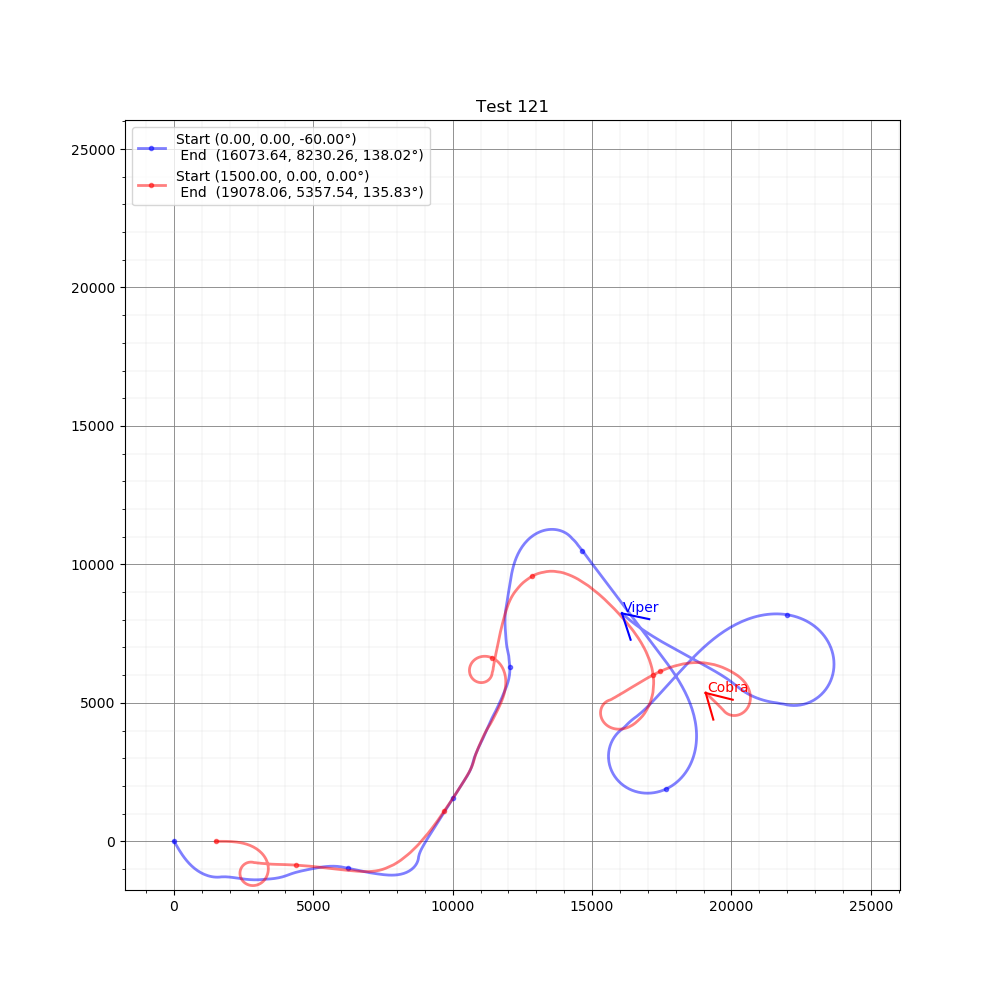 Test 121
Start (0.00, 0.00, -60.00°)
End (16073.64, 8230.26, 138.02°)
Start (1500.00, 0.00, 0.00°)
End (19078.06, 5357.54, 135.83°)
25000
20000
15000
10000
5000
0
Viper
Cobra
0 5000 10000 15000 20000 25000